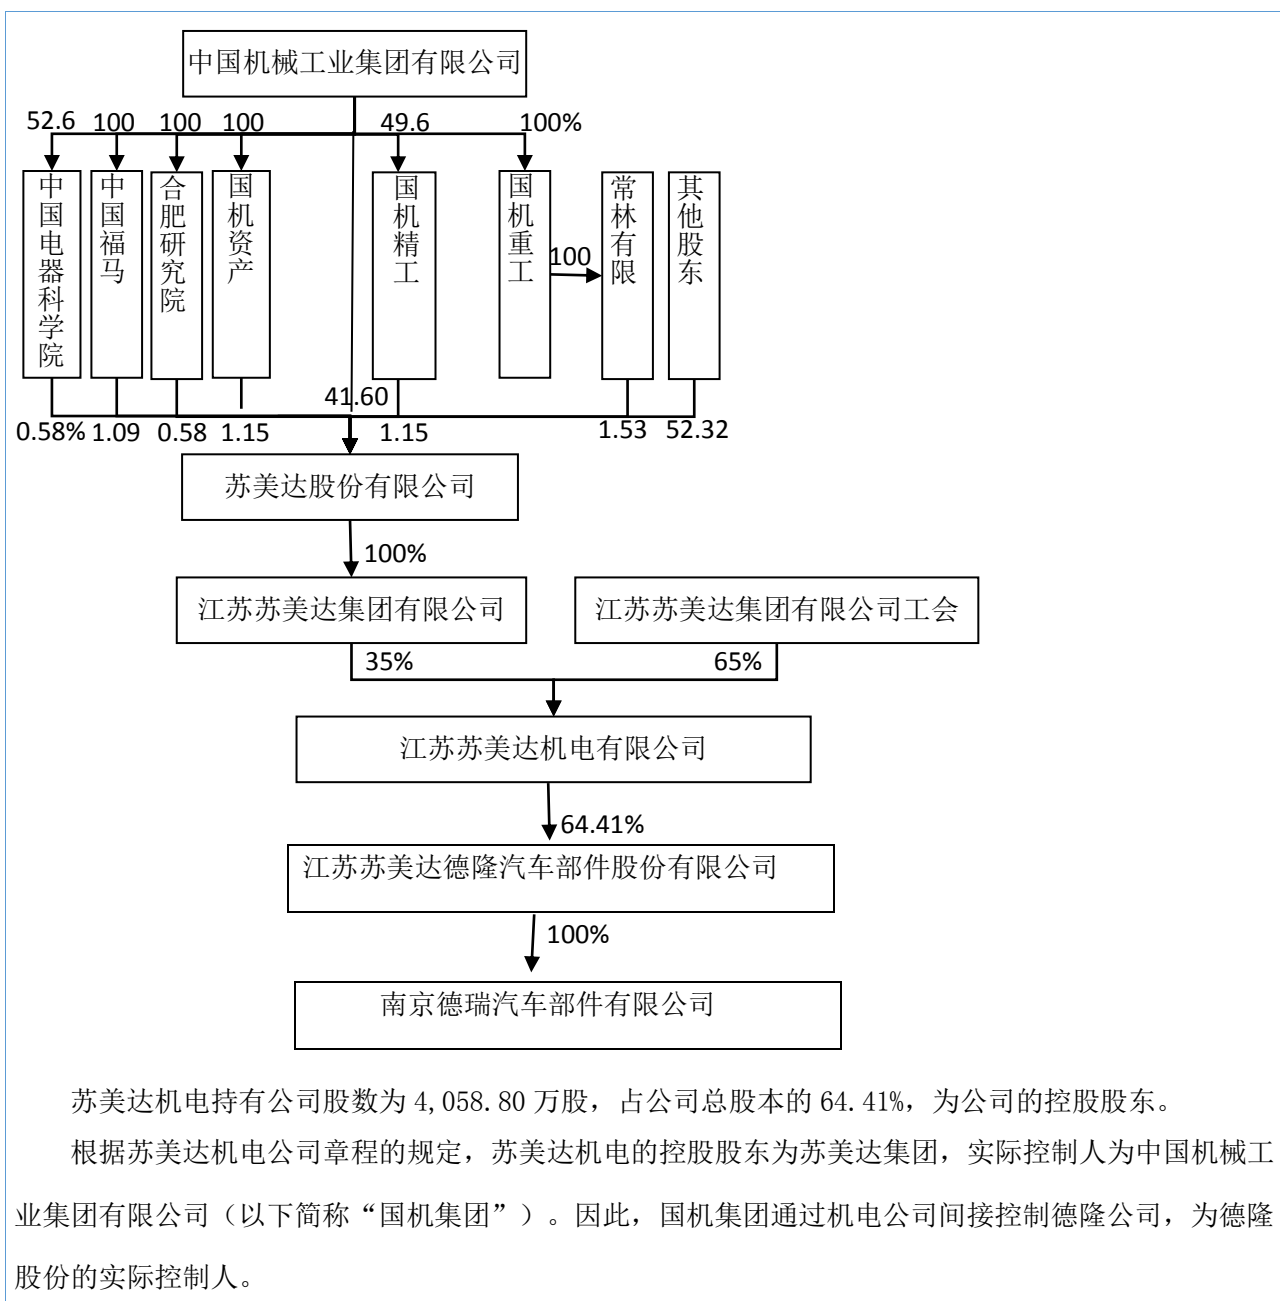 中国机械工业集团有限公司
52.6 100 100 100 49.6 100%
中国电器科学院
中国福马
合肥研究院
国机资产
国机精工
国机重工
100
常林有限
其他股东
41.60
0.58% 1.09 0.58 1.15 1.15 1.53 52.32
苏美达股份有限公司
100%
江苏苏美达集团有限公司 江苏苏美达集团有限公司工会
35% 65%
江苏苏美达机电有限公司
64.41%
江苏苏美达德隆汽车部件股份有限公司
100%
南京德瑞汽车部件有限公司
苏美达机电持有公司股数为 4,058.80 万股，占公司总股本的 64.41%，为公司的控股股东。
根据苏美达机电公司章程的规定，苏美达机电的控股股东为苏美达集团，实际控制人为中国机械工
业集团有限公司（以下简称“国机集团”）。因此，国机集团通过机电公司间接控制德隆公司，为德隆
股份的实际控制人。